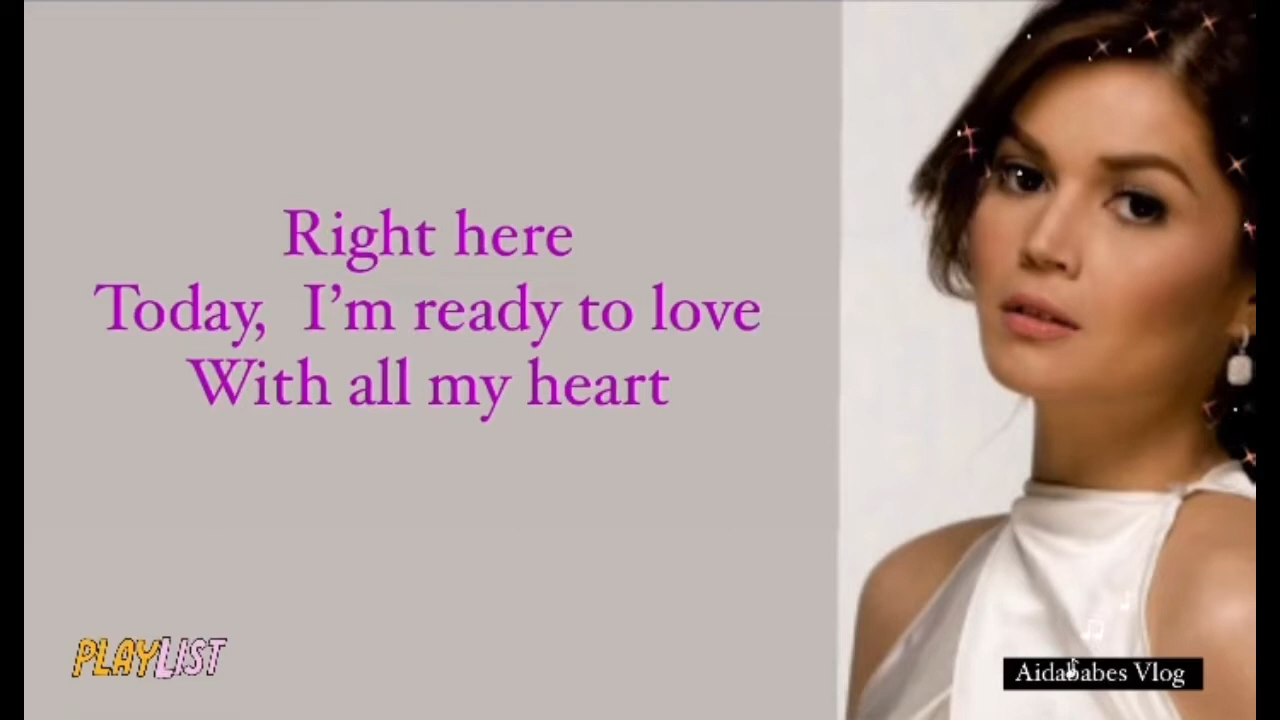 Right here
Today, I’m ready to love
With all my heart
PLAYLIST
Aidababes Vlog